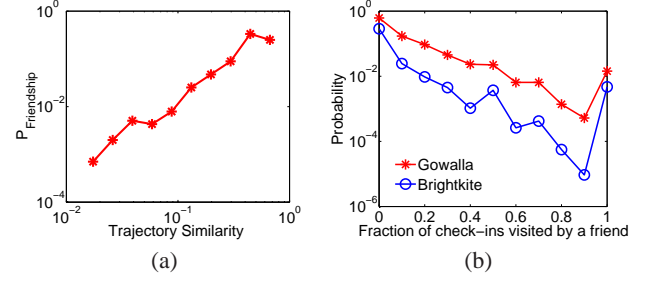 10^0
10^-2
10^-4
P_Friendship
10^-2
10^-1
10^0
Trajectory Similarity
(a)
10^0
10^-2
10^-4
10^-6
Probability
Gowalla
Brightkite
0 0.2 0.4 0.6 0.8 1
Fraction of check-ins visited by a friend
(b)